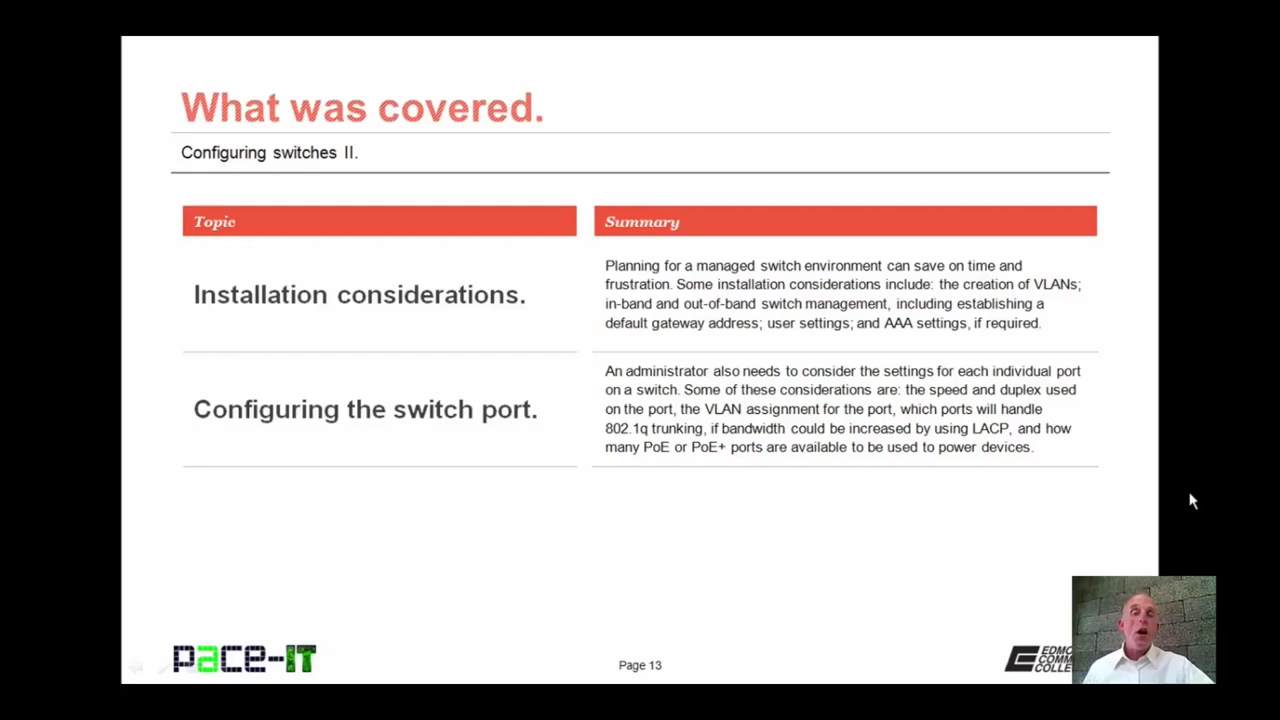 What was covered.
Configuring switches II.
Topic
Summary
Installation considerations.
Planning for a managed switch environment can save on time and
frustration. Some installation considerations include: the creation of VLANs;
in-band and out-of-band switch management, including establishing a
default gateway address; user settings; and AAA settings, if required.
Configuring the switch port.
An administrator also needs to consider the settings for each individual port
on a switch. Some of these considerations are: the speed and duplex used
on the port, the VLAN assignment for the port, which ports will handle
802.1q trunking, if bandwidth could be increased by using LACP, and how
many PoE or PoE+ ports are available to be used to power devices.
pace-IT
Page 13